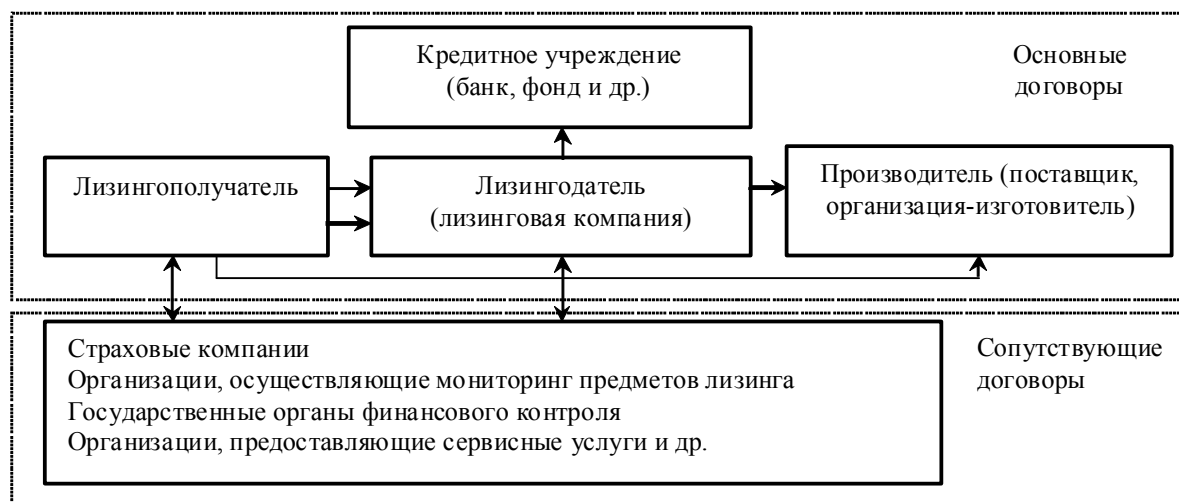 Кредитное учреждение
(банк, фонд и др.)
Основные
договоры
Лизингополучатель
Лизингодатель
(лизинговая компания)
Производитель (поставщик,
организация-изготовитель)
Страховые компании
Организации, осуществляющие мониторинг предметов лизинга
Государственные органы финансового контроля
Организации, предоставляющие сервисные услуги и др.
Сопутствующие
договоры